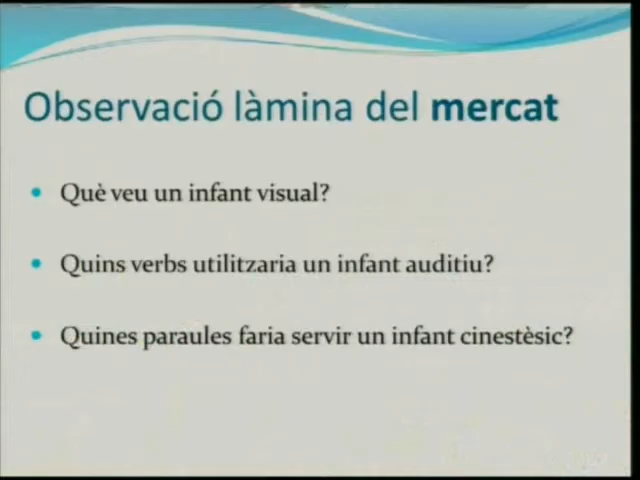 Observació làmina del mercat
Què veu un infant visual?
Quins verbs utilitzaria un infant auditiu?
Quines paraules faria servir un infant cinestèsic?